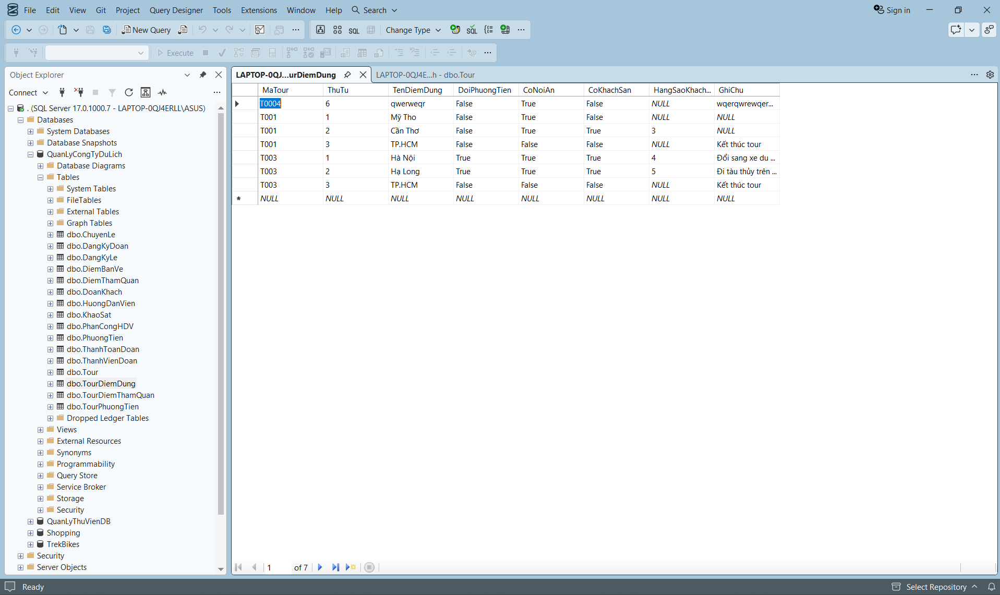 File Edit View Git Project Query Designer Tools Extensions Window Help Search Sign in
New Query SQL Change Type SQL
Execute
Object Explorer
LAPTOP-0QJ...urDiemDung LAPTOP-0QJ4E...h - dbo.Tour
Connect
. (SQL Server 17.0.1000.7 - LAPTOP-0QJ4ERLL\ASUS)
Databases
System Databases
Database Snapshots
QuanLyCongTyDuLich
Database Diagrams
Tables
System Tables
FileTables
External Tables
Graph Tables
dbo.ChuyenLe
dbo.DangKyDoan
dbo.DangKyLe
dbo.DiemBanVe
dbo.DiemThamQuan
dbo.DoanKhach
dbo.HuongDanVien
dbo.KhaoSat
dbo.PhanCongHDV
dbo.PhuongTien
dbo.ThanhToanDoan
dbo.ThanhVienDoan
dbo.Tour
dbo.TourDiemDung
dbo.TourDiemThamQuan
dbo.TourPhuongTien
Dropped Ledger Tables
Views
External Resources
Synonyms
Programmability
Query Store
Service Broker
Storage
Security
QuanLyThuVienDB
Shopping
TrekBikes
Security
Server Objects
MaTour ThuTu TenDiemDung DoiPhuongTien CoNoiAn CoKhachSan HangSaoKhach... GhiChu
T0004 6 qwerweqr False True False NULL wqerqwrewqer...
T001 1 Mỹ Tho False True False NULL NULL
T001 2 Cần Thơ False True True 3 NULL
T001 3 TP.HCM False False False NULL Kết thúc tour
T003 1 Hà Nội True True True 4 Đổi sang xe du ...
T003 2 Hạ Long True True True 5 Đi tàu thủy trên ...
T003 3 TP.HCM False False False NULL Kết thúc tour
NULL NULL NULL NULL NULL NULL NULL NULL
1 of 7
Ready Select Repository